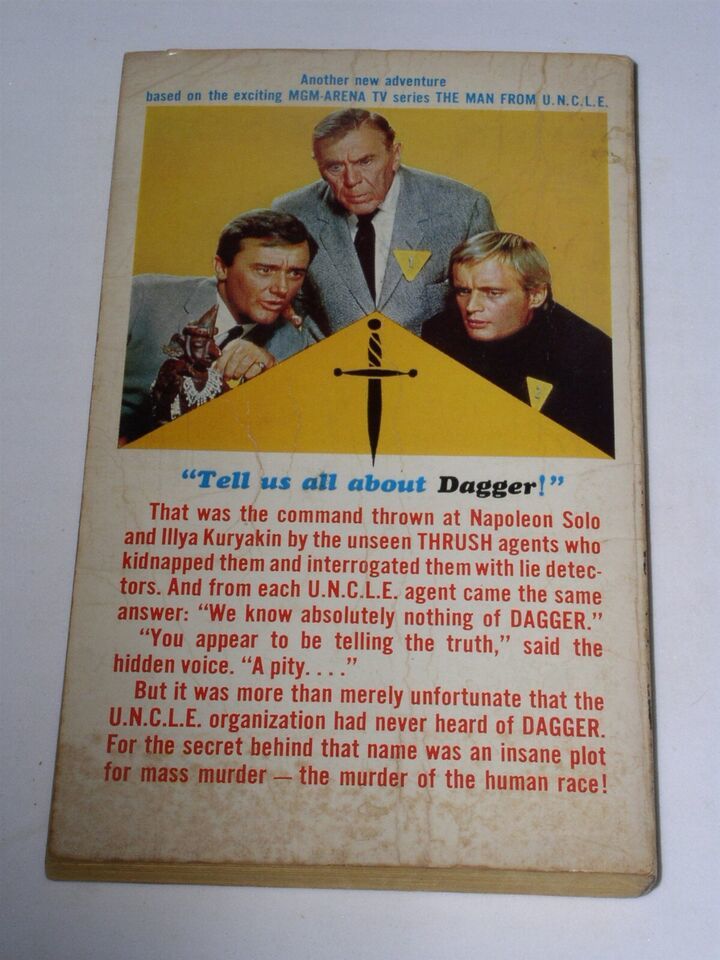 Another new adventure
based on the exciting MGM-ARENA TV series THE MAN FROM U.N.C.L.E.
“Tell us all about Dagger!”
That was the command thrown at Napoleon Solo
and Illya Kuryakin by the unseen THRUSH agents who
kidnapped them and interrogated them with lie detec-
tors. And from each U.N.C.L.E. agent came the same
answer: “We know absolutely nothing of DAGGER.”
“You appear to be telling the truth,” said the
hidden voice. “A pity. . . .”
But it was more than merely unfortunate that the
U.N.C.L.E. organization had never heard of DAGGER.
For the secret behind that name was an insane plot
for mass murder — the murder of the human race!